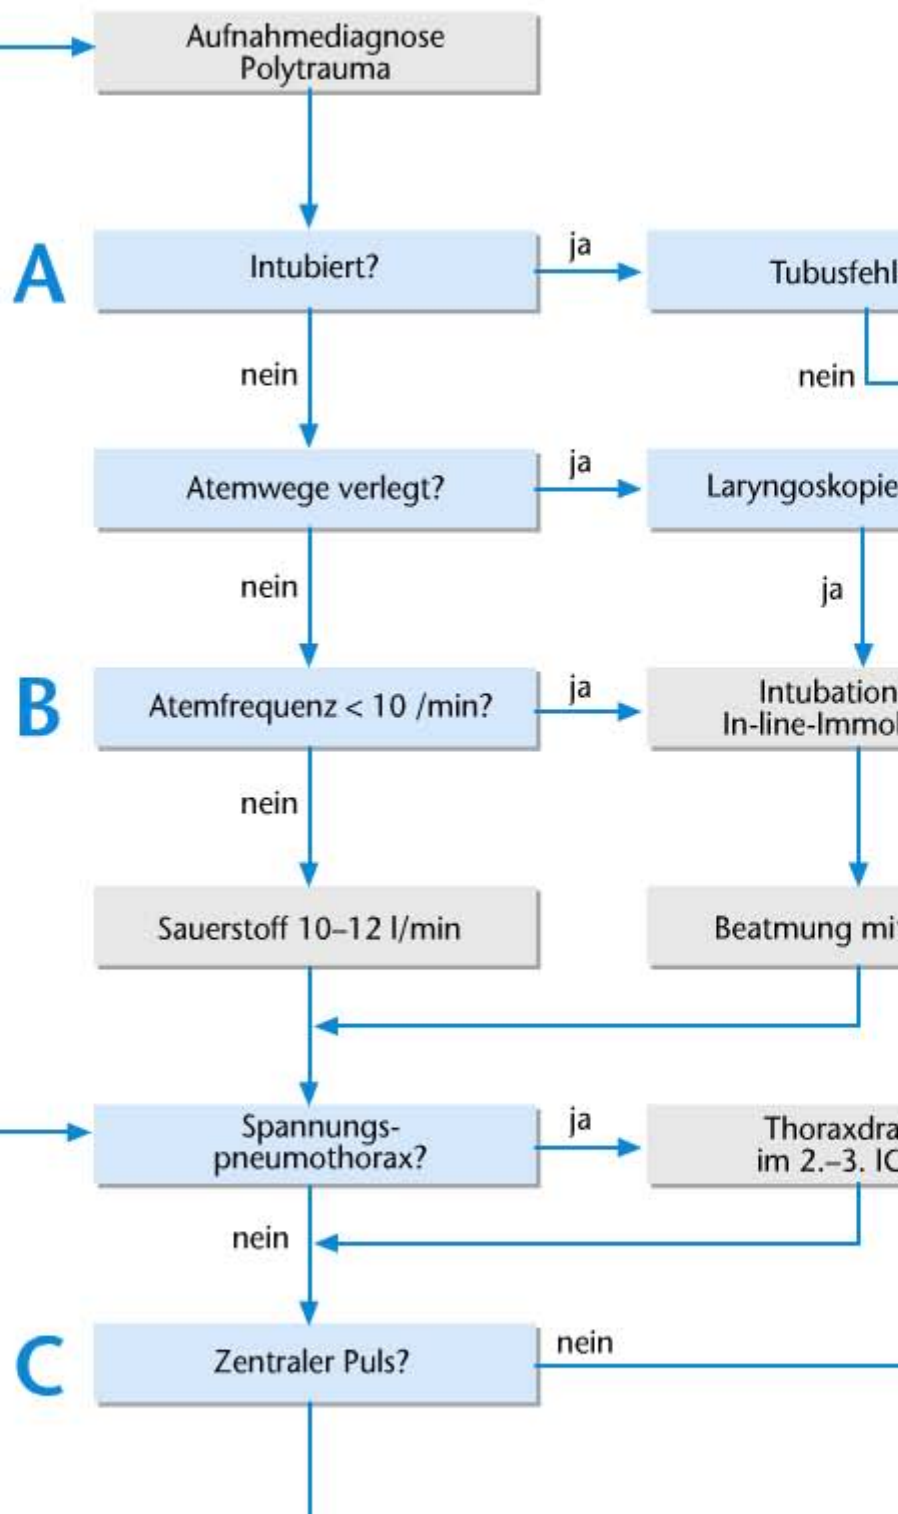 Aufnahmediagnose
Polytrauma
A
Intubiert?
ja
Tubusfehl
nein
nein
Atemwege verlegt?
ja
Laryngoskopie
nein
ja
B
Atemfrequenz < 10 /min?
ja
Intubation
In-line-Immo
nein
Sauerstoff 10–12 l/min
Beatmung mi
Spannungs-
pneumothorax?
ja
Thoraxdra
im 2.–3. IC
nein
C
Zentraler Puls?
nein